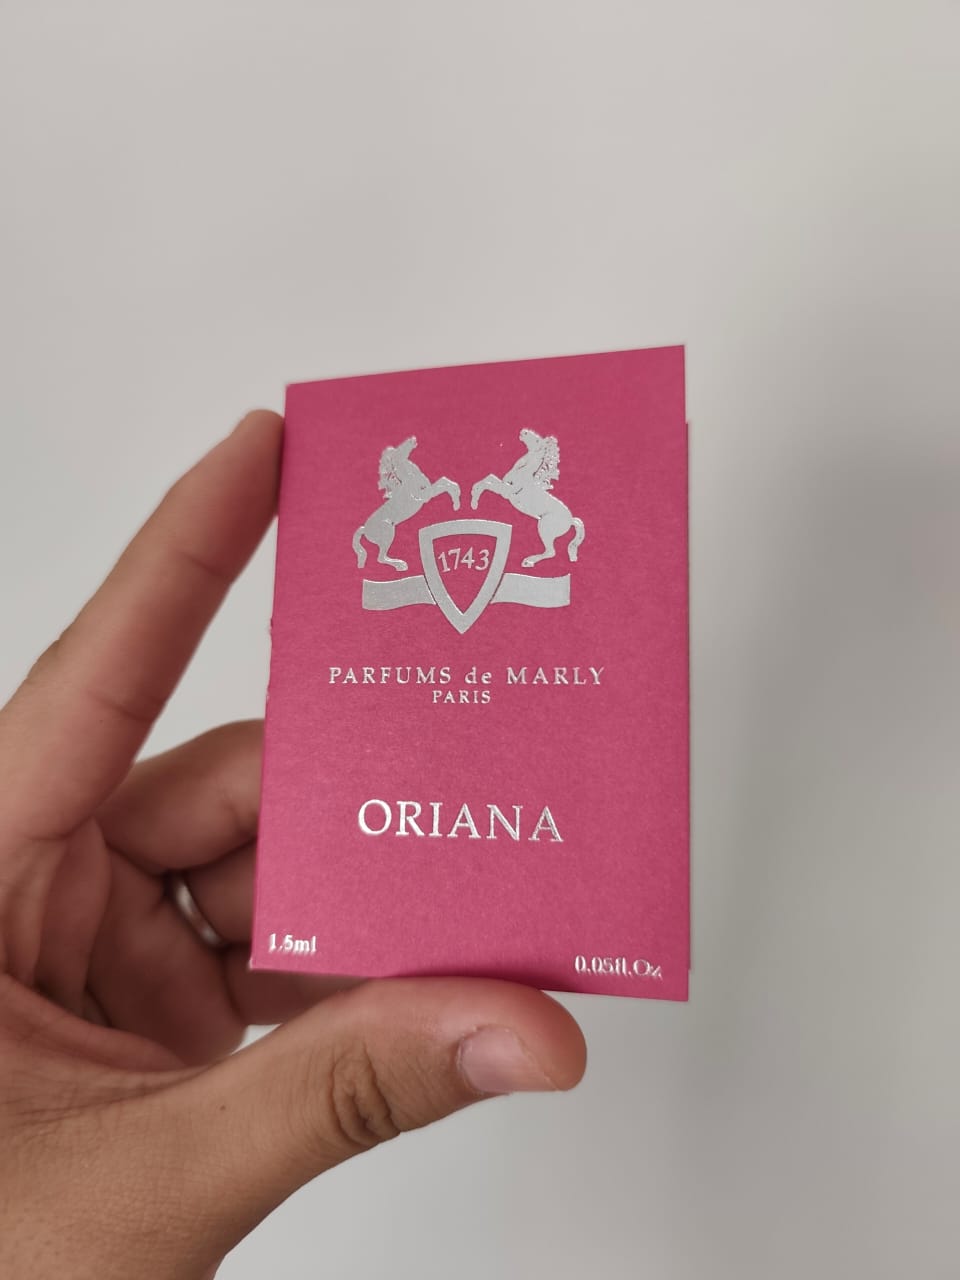 1743
PARFUMS de MARLY
PARIS
ORIANA
1.5ml
0.05fl.Oz